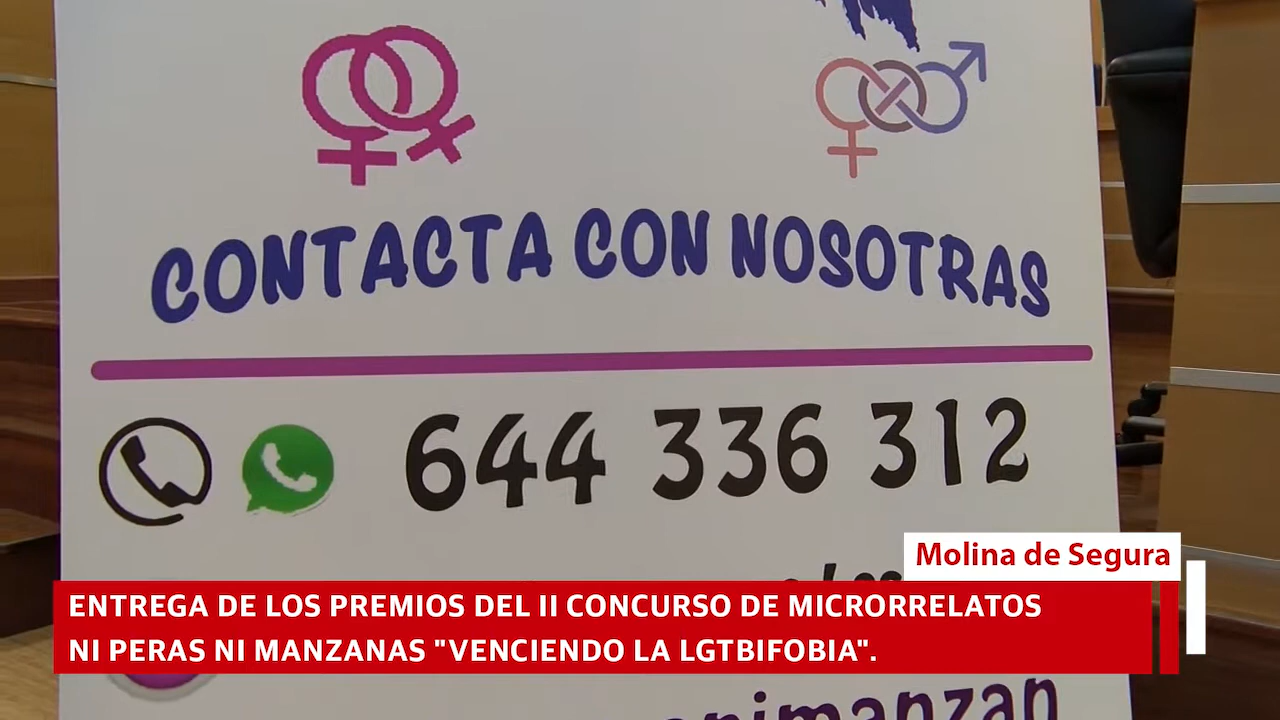 CONTACTA CON NOSOTRAS
644 336 312
Molina de Segura
ENTREGA DE LOS PREMIOS DEL II CONCURSO DE MICRORRELATOS
NI PERAS NI MANZANAS "VENCIENDO LA LGTBIFOBIA".